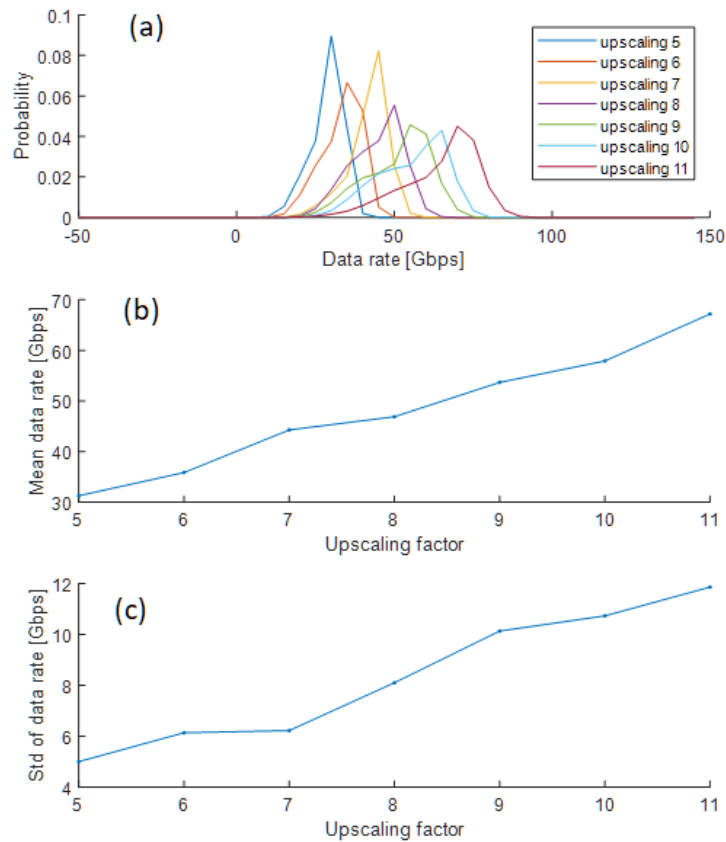 (a)
0.1
0.08
0.06
0.04
0.02
0
Probability
upscaling 5
upscaling 6
upscaling 7
upscaling 8
upscaling 9
upscaling 10
upscaling 11
-50 0 50 100 150
Data rate [Gbps]
(b)
70
60
50
40
30
Mean data rate [Gbps]
5 6 7 8 9 10 11
Upscaling factor
(c)
12
10
8
6
4
Std of data rate [Gbps]
5 6 7 8 9 10 11
Upscaling factor